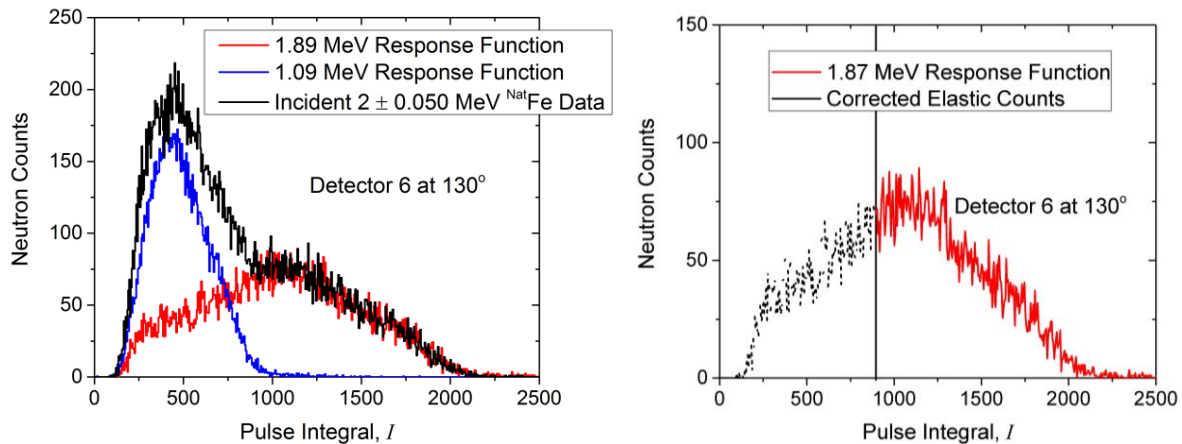 250
200
150
100
50
0
Neutron Counts
1.89 MeV Response Function
1.09 MeV Response Function
Incident 2 ± 0.050 MeV ᴺᵃᵗFe Data
Detector 6 at 130°
0 500 1000 1500 2000 2500
Pulse Integral, I
150
100
50
0
Neutron Counts
1.87 MeV Response Function
Corrected Elastic Counts
Detector 6 at 130°
0 500 1000 1500 2000 2500
Pulse Integral, I